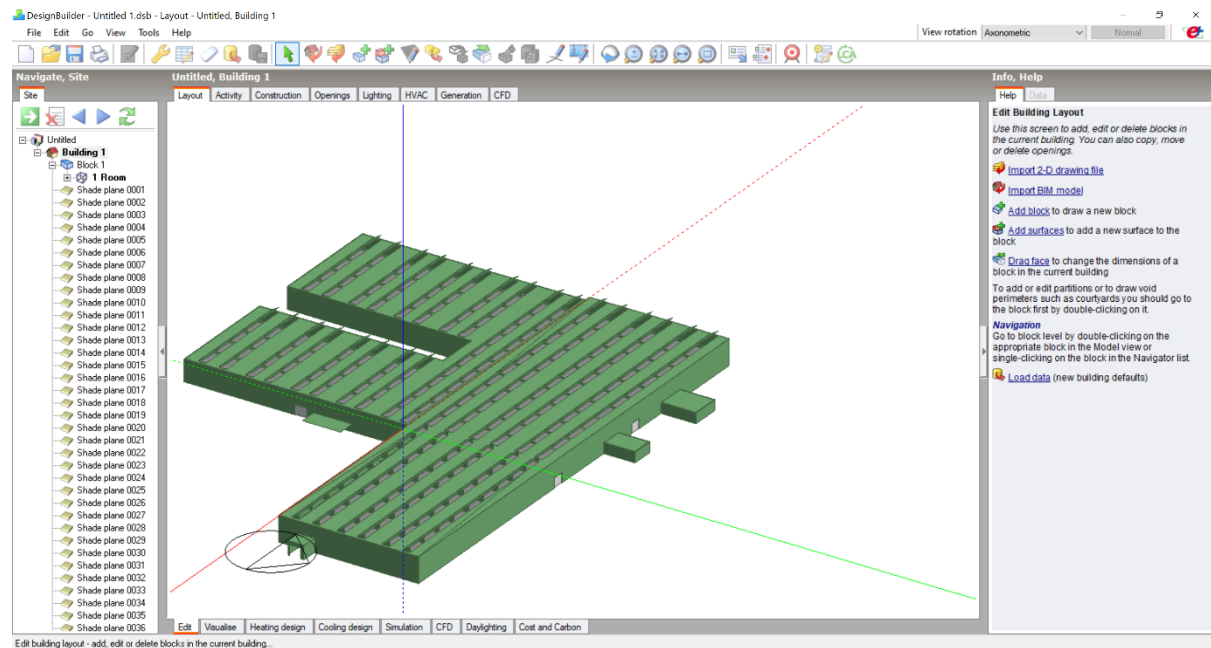 DesignBuilder - Untitled 1.dsb - Layout - Untitled, Building 1
File Edit Go View Tools Help
View rotation Axonometric Normal
Navigate, Site
Site
Untitled
Building 1
Block 1
1 Room
Shade plane 0001
Shade plane 0002
Shade plane 0003
Shade plane 0004
Shade plane 0005
Shade plane 0006
Shade plane 0007
Shade plane 0008
Shade plane 0009
Shade plane 0010
Shade plane 0011
Shade plane 0012
Shade plane 0013
Shade plane 0014
Shade plane 0015
Shade plane 0016
Shade plane 0017
Shade plane 0018
Shade plane 0019
Shade plane 0020
Shade plane 0021
Shade plane 0022
Shade plane 0023
Shade plane 0024
Shade plane 0025
Shade plane 0026
Shade plane 0027
Shade plane 0028
Shade plane 0029
Shade plane 0030
Shade plane 0031
Shade plane 0032
Shade plane 0033
Shade plane 0034
Shade plane 0035
Shade plane 0036
Untitled, Building 1
Layout Activity Construction Openings Lighting HVAC Generation CFD
Edit Visualise Heating design Cooling design Simulation CFD Daylighting Cost and Carbon
Info, Help
Help Data
Edit Building Layout
Use this screen to add, edit or delete blocks in
the current building. You can also copy, move
or delete openings.
Import 2-D drawing file
Import BIM model
Add block to draw a new block
Add surfaces to add a new surface to the
block
Drag face to change the dimensions of a
block in the current building
To add or edit partitions or to draw void
perimeters such as courtyards you should go to
the block first by double-clicking on it.
Navigation
Go to block level by double-clicking on the
appropriate block in the Model view or
single-clicking on the block in the Navigator list.
Load data (new building defaults)
Edit building layout - add, edit or delete blocks in the current building...